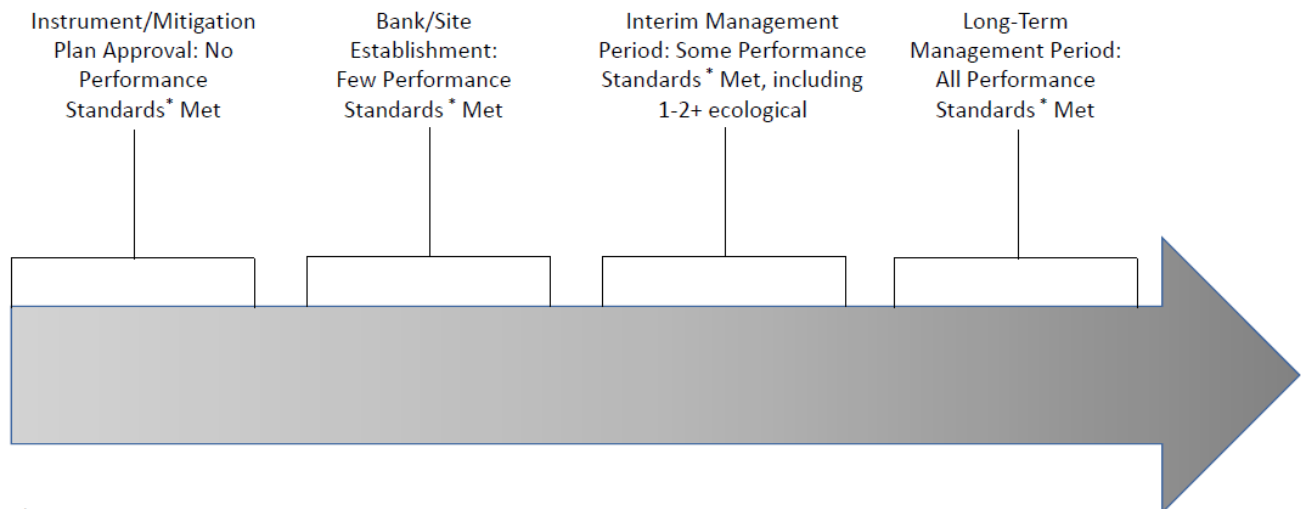 Instrument/Mitigation
Plan Approval: No
Performance
Standards* Met
Bank/Site
Establishment:
Few Performance
Standards * Met
Interim Management
Period: Some Performance
Standards * Met, including
1-2+ ecological
Long-Term
Management Period:
All Performance
Standards * Met